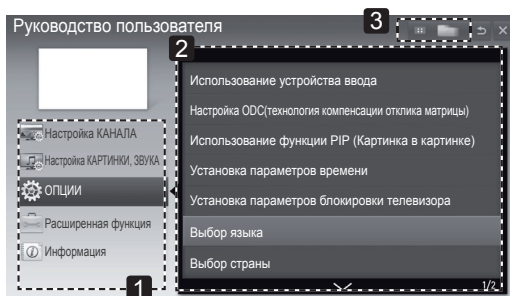 Руководство пользователя
3
2
Настройка КАНАЛА
Настройка КАРТИНКИ, ЗВУКА
ОПЦИИ
Расширенная функция
Информация
1
Использование устройства ввода
Настройка ODC(технология компенсации отклика матрицы)
Использование функции PIP (Картинка в картинке)
Установка параметров времени
Установка параметров блокировки телевизора
Выбор языка
Выбор страны
1/2